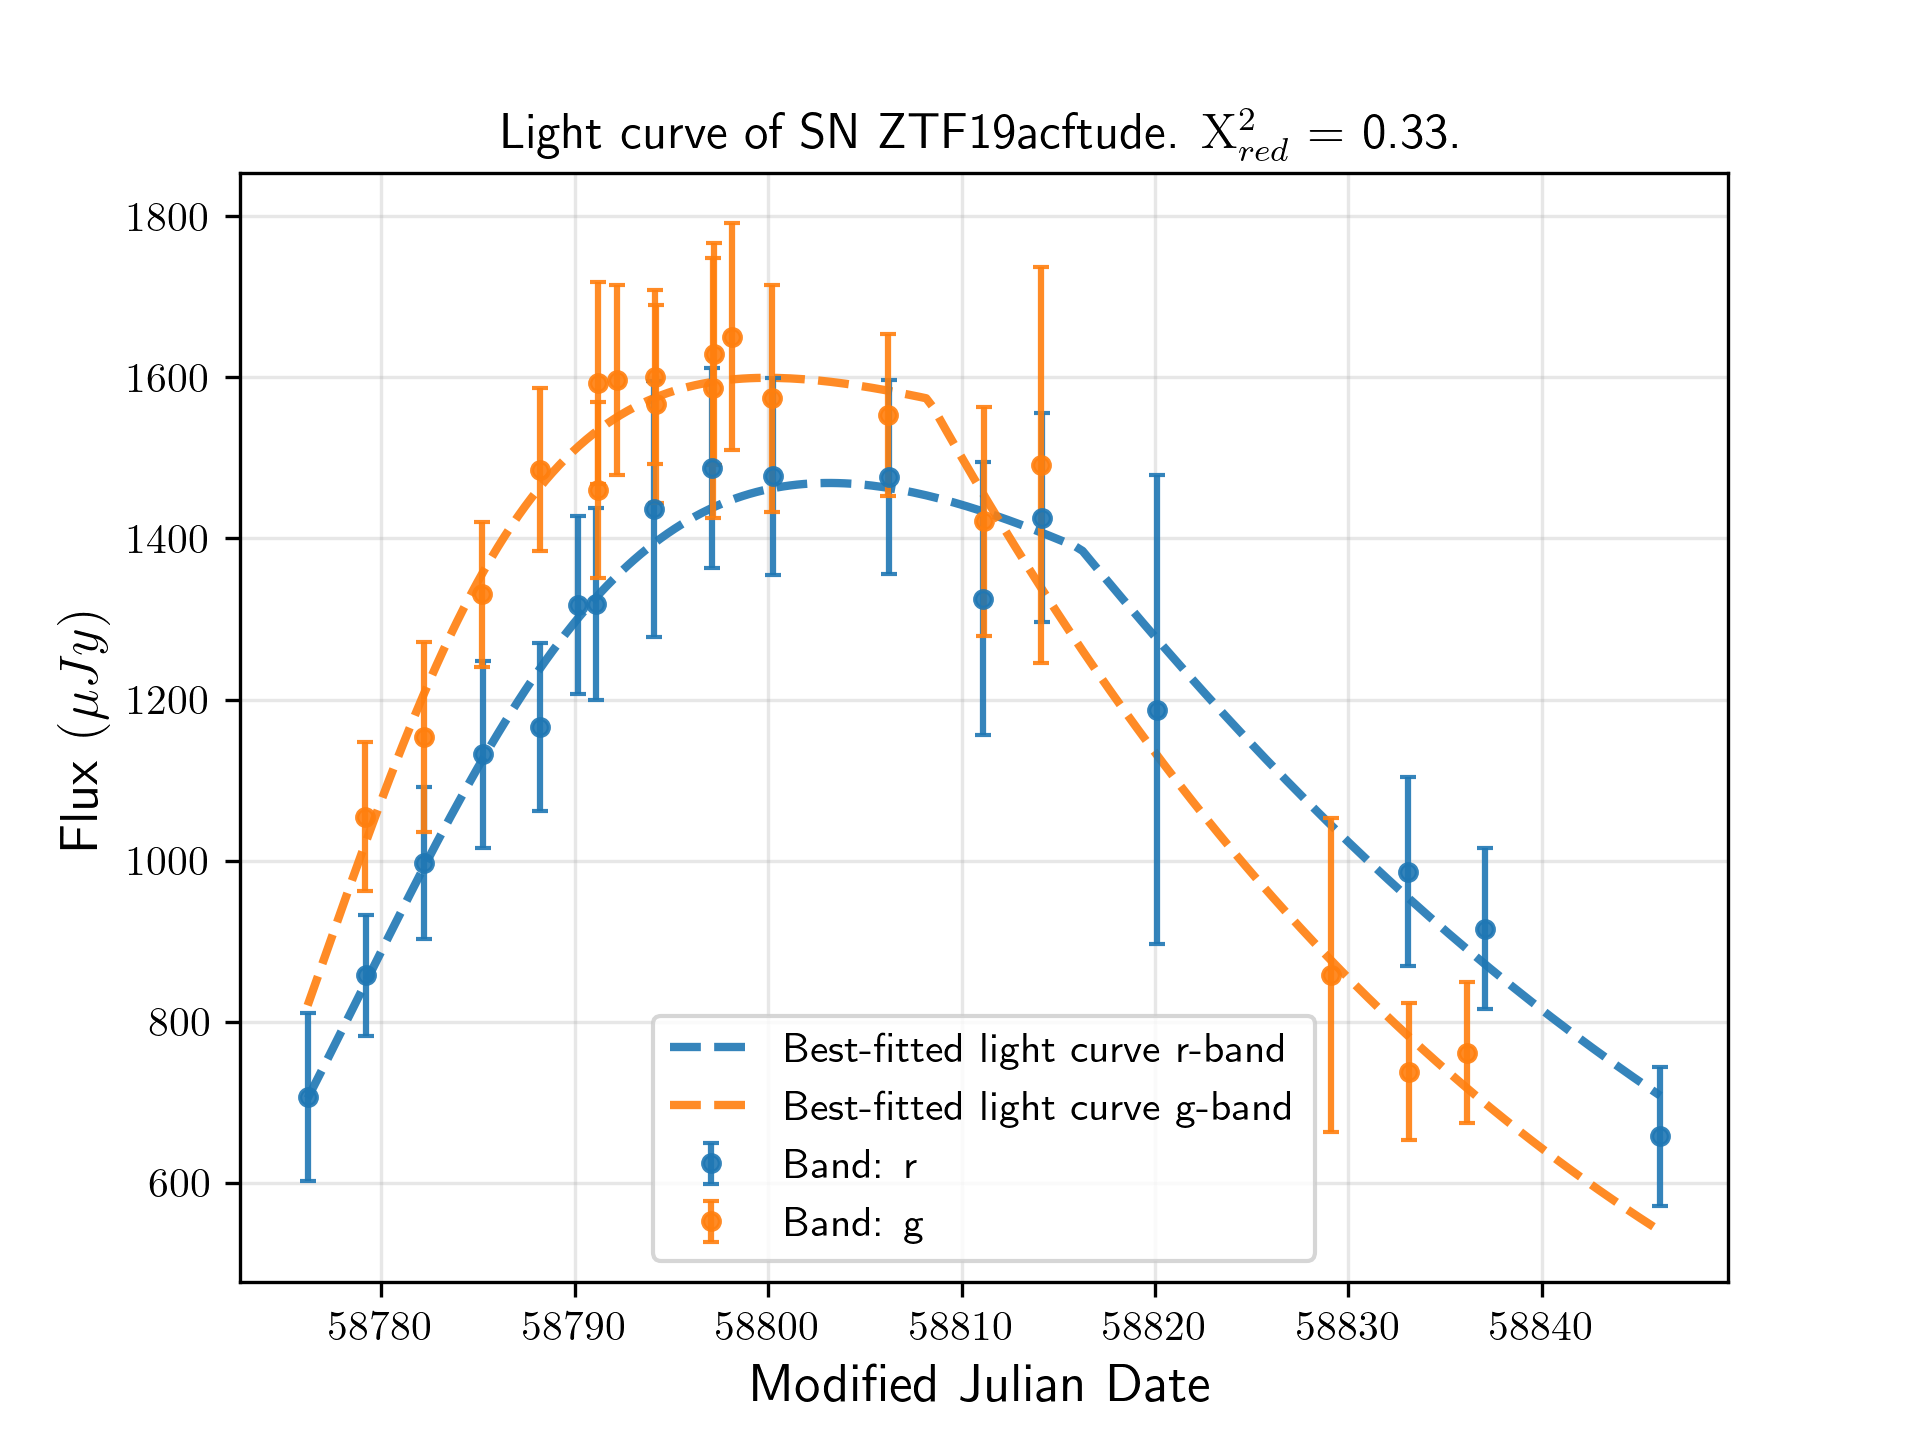 Light curve of SN ZTF19acftude. X²_red = 0.33.
Flux (μJy)
1800
1600
1400
1200
1000
800
600
Best-fitted light curve r-band
Best-fitted light curve g-band
Band: r
Band: g
58780 58790 58800 58810 58820 58830 58840
Modified Julian Date